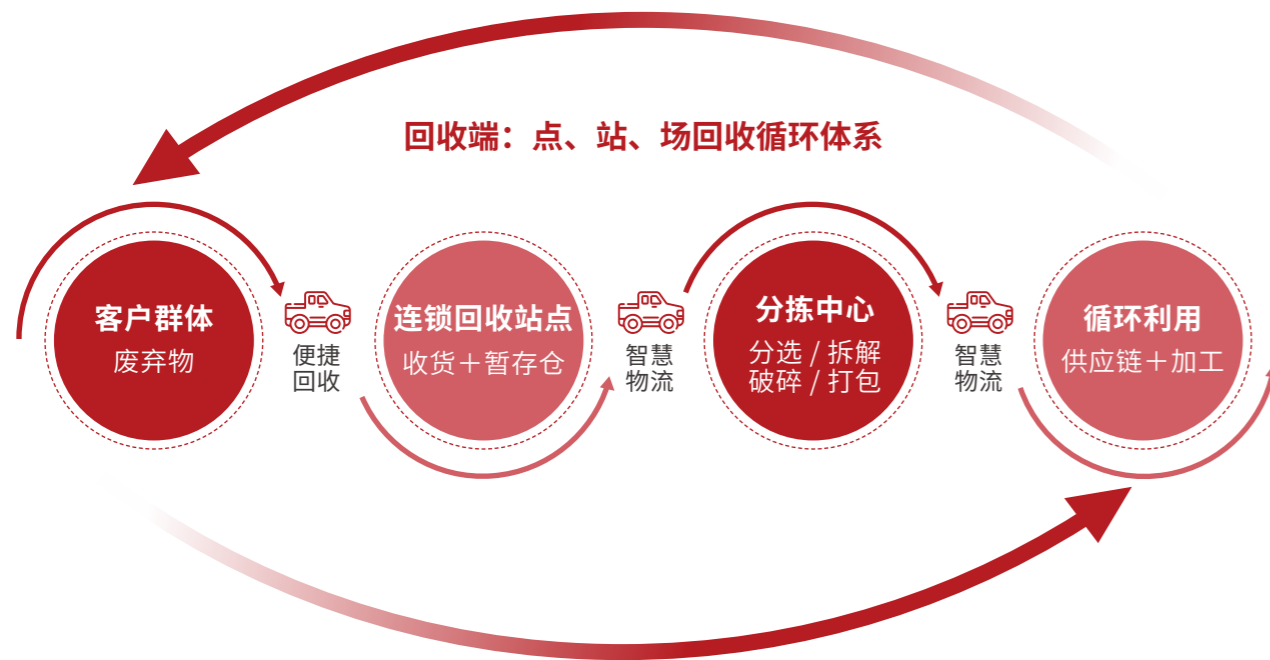 回收端：点、站、场回收循环体系
客户群体
废弃物
便捷
回收
连锁回收站点
收货＋暂存仓
智慧
物流
分拣中心
分选 / 拆解
破碎 / 打包
智慧
物流
循环利用
供应链＋加工